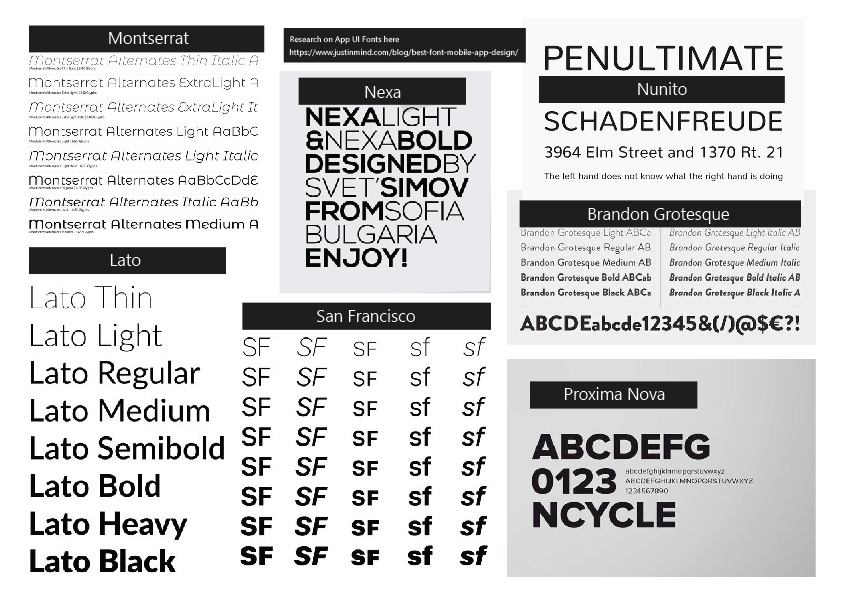 Montserrat
Montserrat Alternates Thin Italic A
Montserrat Alternates ExtraLight A
Montserrat Alternates ExtraLight It
Montserrat Alternates Light AaBbC
Montserrat Alternates Light Italic
Montserrat Alternates AaBbCcDdE
Montserrat Alternates Italic AaBb
Montserrat Alternates Medium A
Lato
Lato Thin
Lato Light
Lato Regular
Lato Medium
Lato Semibold
Lato Bold
Lato Heavy
Lato Black
Research on App UI Fonts here
https://www.justinmind.com/blog/best-font-mobile-app-design/
Nexa
NEXALIGHT
&NEXABOLD
DESIGNEDBY
SVET'SIMOV
FROMSOFIA
BULGARIA
ENJOY!
San Francisco
SF SF SF sf sf
SF SF SF sf sf
SF SF SF sf sf
SF SF SF sf sf
SF SF SF sf sf
SF SF SF sf sf
SF SF SF sf sf
SF SF SF sf sf
PENULTIMATE
Nunito
SCHADENFREUDE
3964 Elm Street and 1370 Rt. 21
The left hand does not know what the right hand is doing
Brandon Grotesque
Brandon Grotesque Light ABCa Brandon Grotesque Light Italic AB
Brandon Grotesque Regular AB Brandon Grotesque Regular Italic
Brandon Grotesque Medium AB Brandon Grotesque Medium Italic
Brandon Grotesque Bold ABCab Brandon Grotesque Bold Italic AB
Brandon Grotesque Black ABCa Brandon Grotesque Black Italic A
ABCDEabcde12345&(/)@$€?!
Proxima Nova
ABCDEFG
0123
abcdefghijklmnopqrstuvwxyz
ABCDEFGHIJKLMNOPQRSTUVWXYZ
1234567890
NCYCLE